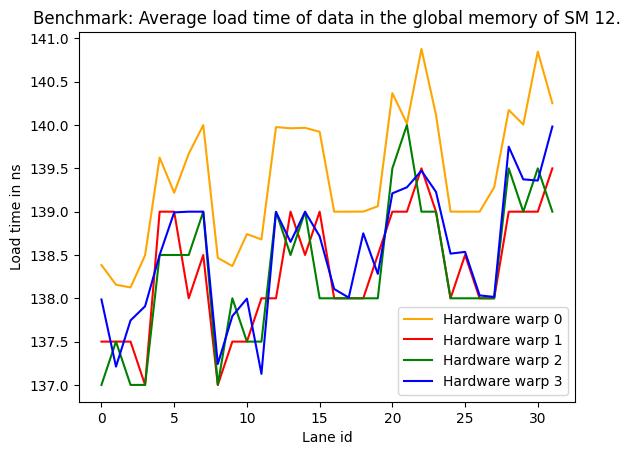 Benchmark: Average load time of data in the global memory of SM 12.
141.0
140.5
140.0
139.5
139.0
138.5
138.0
137.5
137.0
Load time in ns
0 5 10 15 20 25 30
Lane id
Hardware warp 0
Hardware warp 1
Hardware warp 2
Hardware warp 3